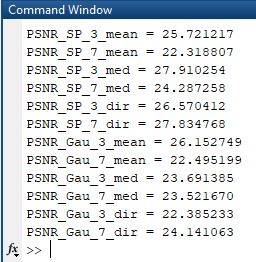 Command Window
PSNR_SP_3_mean = 25.721217
PSNR_SP_7_mean = 22.318807
PSNR_SP_3_med = 27.910254
PSNR_SP_7_med = 24.287258
PSNR_SP_3_dir = 26.570412
PSNR_SP_7_dir = 27.834768
PSNR_Gau_3_mean = 26.152749
PSNR_Gau_7_mean = 22.495199
PSNR_Gau_3_med = 23.691385
PSNR_Gau_7_med = 23.521670
PSNR_Gau_3_dir = 22.385233
PSNR_Gau_7_dir = 24.141063
fx >>